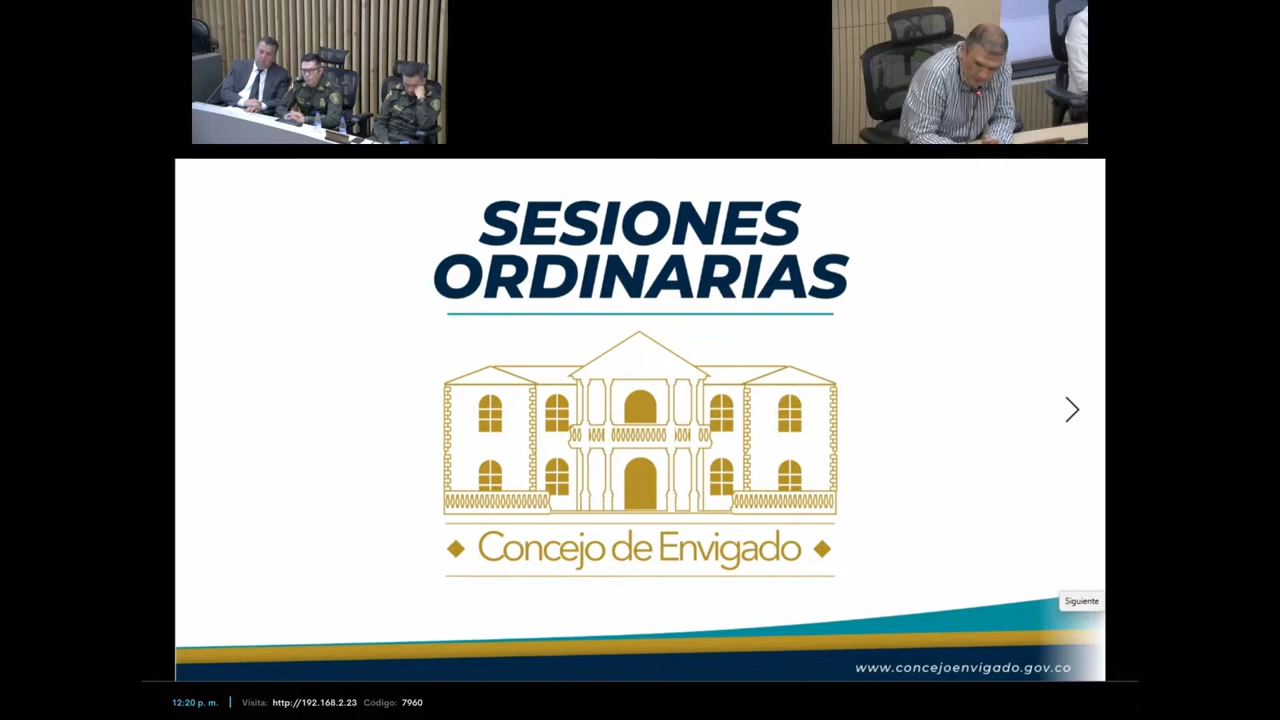 SESIONES
ORDINARIAS
Concejo de Envigado
Siguiente
www.concejoenvigado.gov.co
12:20 p. m. | Visita: http://192.168.2.23 Código: 7960